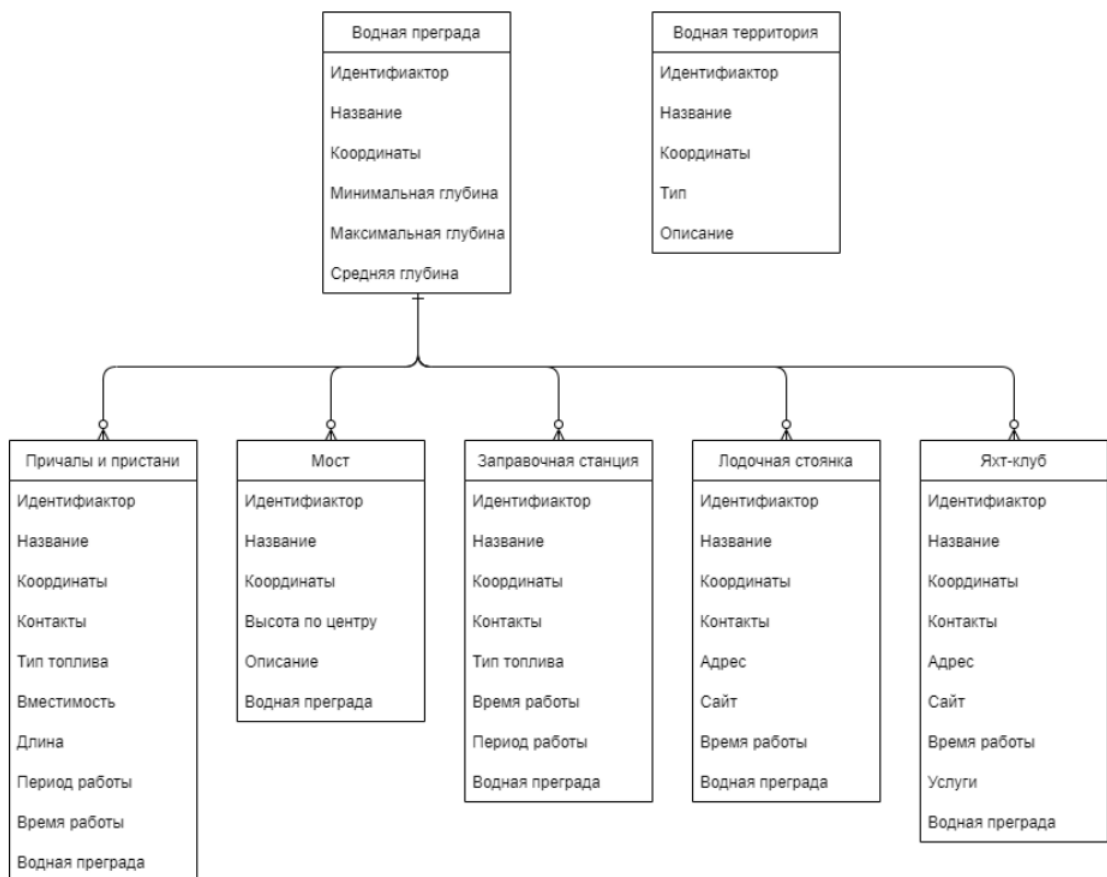 Водная преграда
Идентифиактор
Название
Координаты
Минимальная глубина
Максимальная глубина
Средняя глубина
Водная территория
Идентифиактор
Название
Координаты
Тип
Описание
Причалы и пристани
Идентифиактор
Название
Координаты
Контакты
Тип топлива
Вместимость
Длина
Период работы
Время работы
Водная преграда
Мост
Идентифиактор
Название
Координаты
Высота по центру
Описание
Водная преграда
Заправочная станция
Идентифиактор
Название
Координаты
Контакты
Тип топлива
Время работы
Период работы
Водная преграда
Лодочная стоянка
Идентифиактор
Название
Координаты
Контакты
Адрес
Сайт
Время работы
Водная преграда
Яхт-клуб
Идентифиактор
Название
Координаты
Контакты
Адрес
Сайт
Время работы
Услуги
Водная преграда